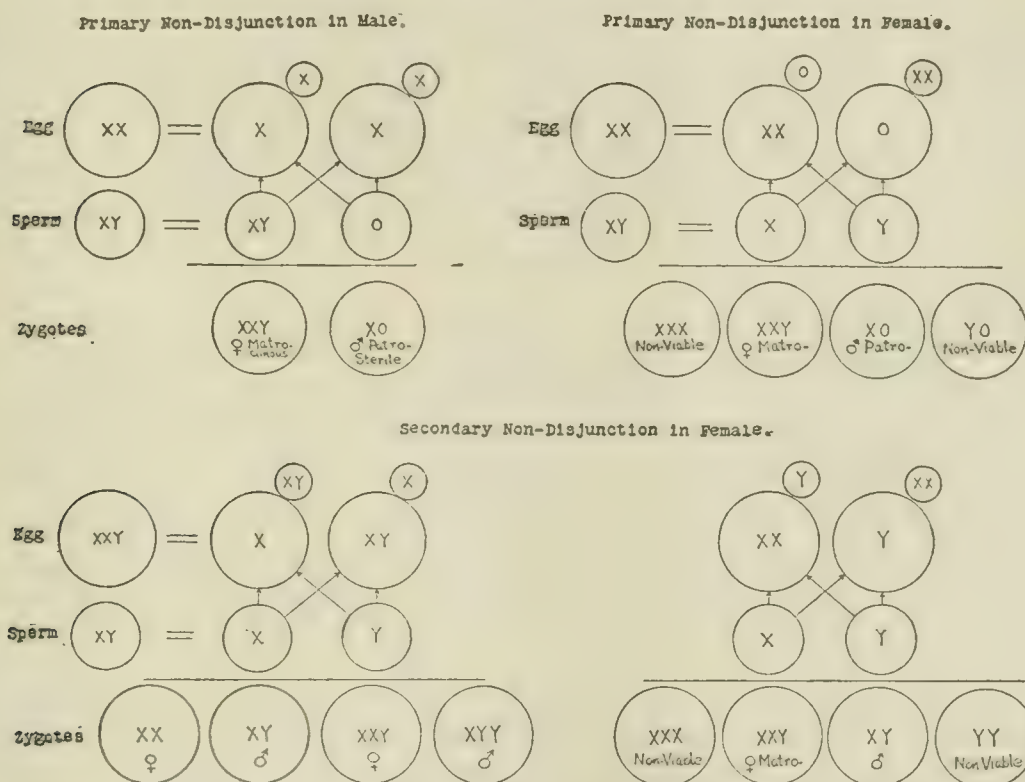 Primary Non-Disjunction in Male.
X X
Egg XX = X X
Sperm XY = XY O
Zygotes
XXY XO
♀ Matro- ♂ Patro-
clinous Sterile
Primary Non-Disjunction in Female.
O XX
Egg XX = XX O
Sperm XY = X Y
XXX XXY XO YO
Non-Viable ♀ Matro- ♂ Patro- Non-Viable
Secondary Non-Disjunction in Female.
XY X
Egg XXY = X XY
Sperm XY = X Y
Zygotes XX XY XXY XYY
♀ ♂ ♀ ♂
Y XX
XX Y
X Y
XXX XXY XY YY
Non-Viable ♀ Matro- ♂ Non Viable